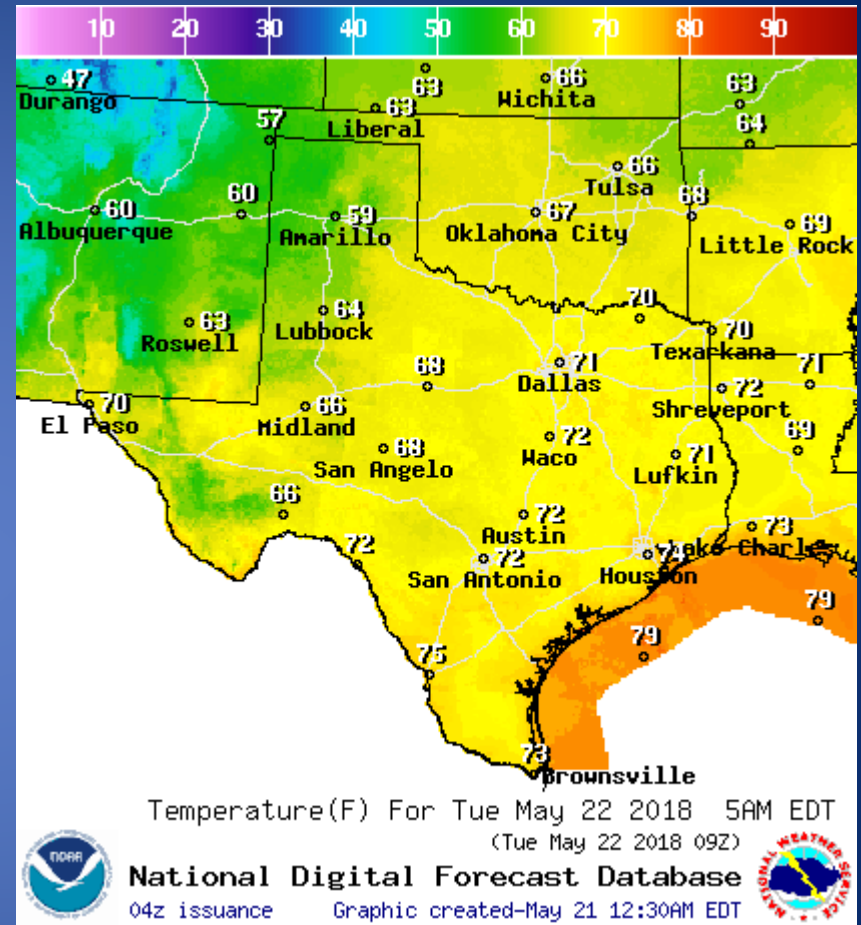 10 20 30 40 50 60 70 80 90
47 Durango
63
66 Wichita
63
63 Liberal
57
64
66 Tulsa
60 Albuquerque
60
59 Amarillo
67 Oklahoma City
68
69 Little Rock
63 Roswell
64 Lubbock
70
70 Texarkana
71 Dallas
68
72 Shreveport
71
70 El Paso
66 Midland
68 San Angelo
72 Waco
71 Lufkin
69
66
72 Austin
73 Lake Charles
72
72 San Antonio
74 Houston
79
79
75
73 Brownsville
Temperature(F) For Tue May 22 2018 5AM EDT
(Tue May 22 2018 09Z)
National Digital Forecast Database
04z issuance Graphic created-May 21 12:30AM EDT
NOAA
NATIONAL WEATHER SERVICE